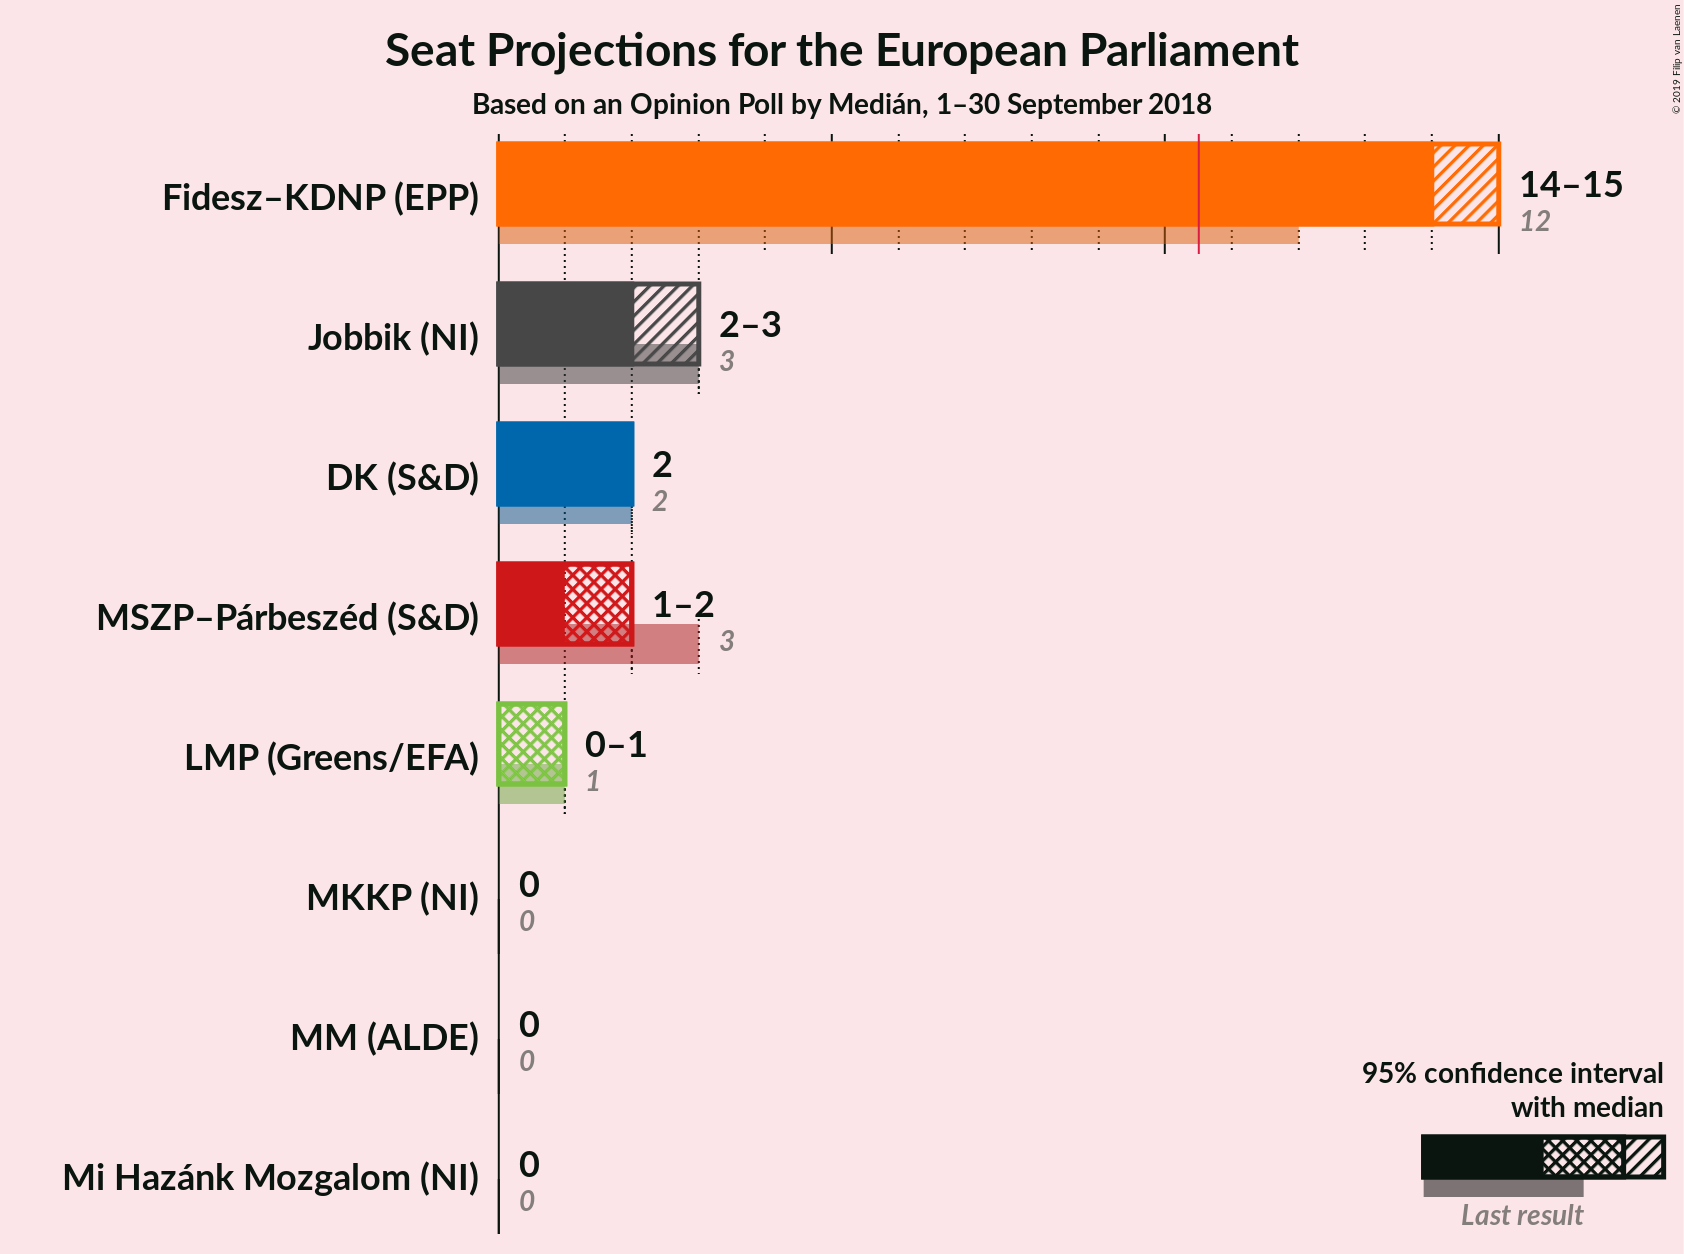 Seat Projections for the European Parliament
Based on an Opinion Poll by Medián, 1–30 September 2018
© 2019 Filip van Laenen
Fidesz–KDNP (EPP)
14–15
12
Jobbik (NI)
2–3
3
DK (S&D)
2
2
MSZP–Párbeszéd (S&D)
1–2
3
LMP (Greens/EFA)
0–1
1
MKKP (NI)
0
0
MM (ALDE)
0
0
Mi Hazánk Mozgalom (NI)
0
0
95% confidence interval
with median
Last result